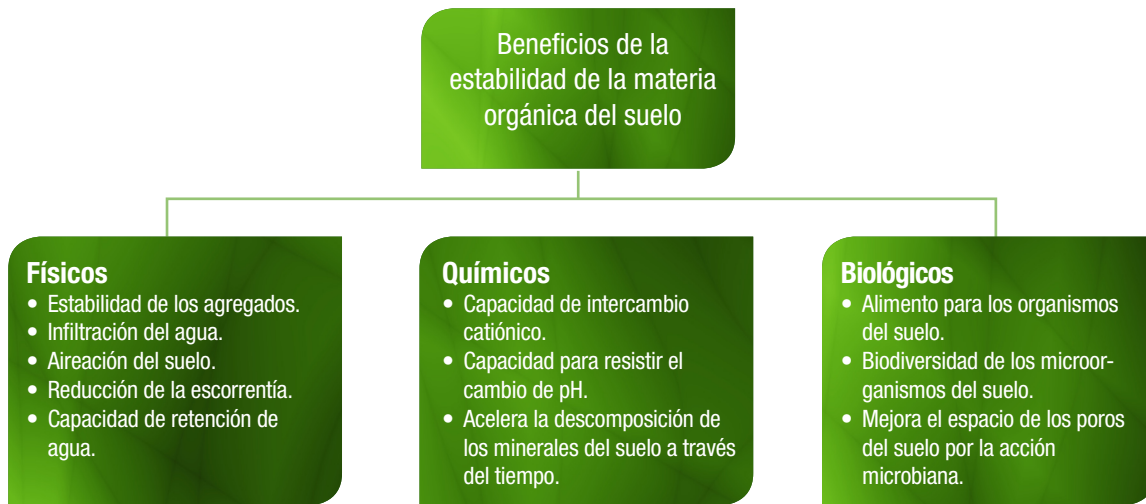 Beneficios de la
estabilidad de la materia
orgánica del suelo
Físicos
• Estabilidad de los agregados.
• Infiltración del agua.
• Aireación del suelo.
• Reducción de la escorrentía.
• Capacidad de retención de
agua.
Químicos
• Capacidad de intercambio
catiónico.
• Capacidad para resistir el
cambio de pH.
• Acelera la descomposición de
los minerales del suelo a través
del tiempo.
Biológicos
• Alimento para los organismos
del suelo.
• Biodiversidad de los microor-
ganismos del suelo.
• Mejora el espacio de los poros
del suelo por la acción
microbiana.